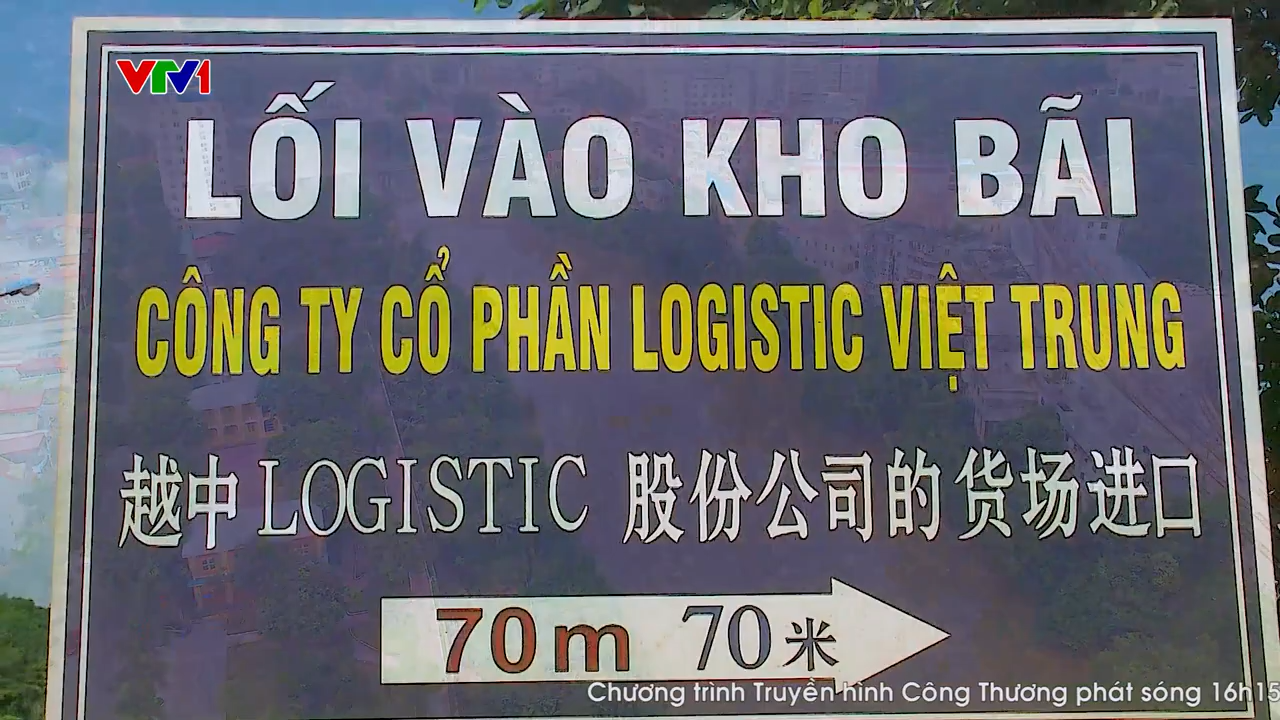 VTV1
LỐI VÀO KHO BÃI
CÔNG TY CỔ PHẦN LOGISTIC VIỆT TRUNG
越中 LOGISTIC 股份公司的货场进口
70m 70米
Chương trình Truyền hình Công Thương phát sóng 16h15